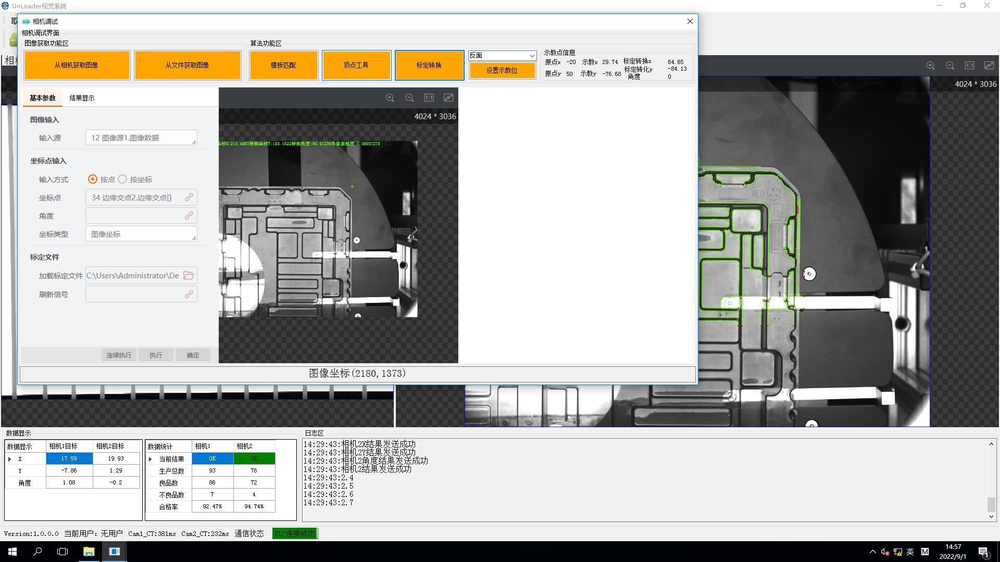 UnLoader视觉系统
取
相机调试
相机调试界面
图像获取功能区
算法功能区
从相机获取图像
从文件获取图像
模板匹配
顶点工具
标定转换
反面
设置示教位
示教点信息
原点x -20 示教x 29.74 标定转换x 64.65
原点y 50 示教y -76.68 标定转化y -84.13
角度 0
相
基本参数
结果显示
4024 * 3036
4024 * 3036
图像输入
输入源 12 图像源1.图像数据
坐标点输入
输入方式 按点 按坐标
坐标点 34 边缘交点2.边缘交点[]
角度
坐标类型 图像坐标
标定文件
加载标定文件 C:\Users\Administrator\De
刷新信号
连续执行 执行 确定
坐标X:213.4887转换坐标Y:183.1622转换角度:90.41239单像素精度:0.08937275
图像坐标(2180,1373)
数据显示
数据显示 相机1目标 相机2目标
X 17.59 19.93
Y -7.86 1.29
角度 1.08 -0.2
数据统计 相机1 相机2
当前结果 OK OK
生产总数 93 76
良品数 86 72
不良品数 7 4
合格率 92.47% 94.74%
日志区
14:29:43:相机2X结果发送成功
14:29:43:相机2Y结果发送成功
14:29:43:相机2角度结果发送成功
14:29:43:相机2结果发送成功
14:29:43:2.4
14:29:43:2.5
14:29:43:2.6
14:29:43:2.7
Version:1.0.0.0 当前用户：无用户 Cam1_CT:381ms Cam2_CT:232ms 通信状态 PLC连接成功
英 M
14:57
2022/9/1
1